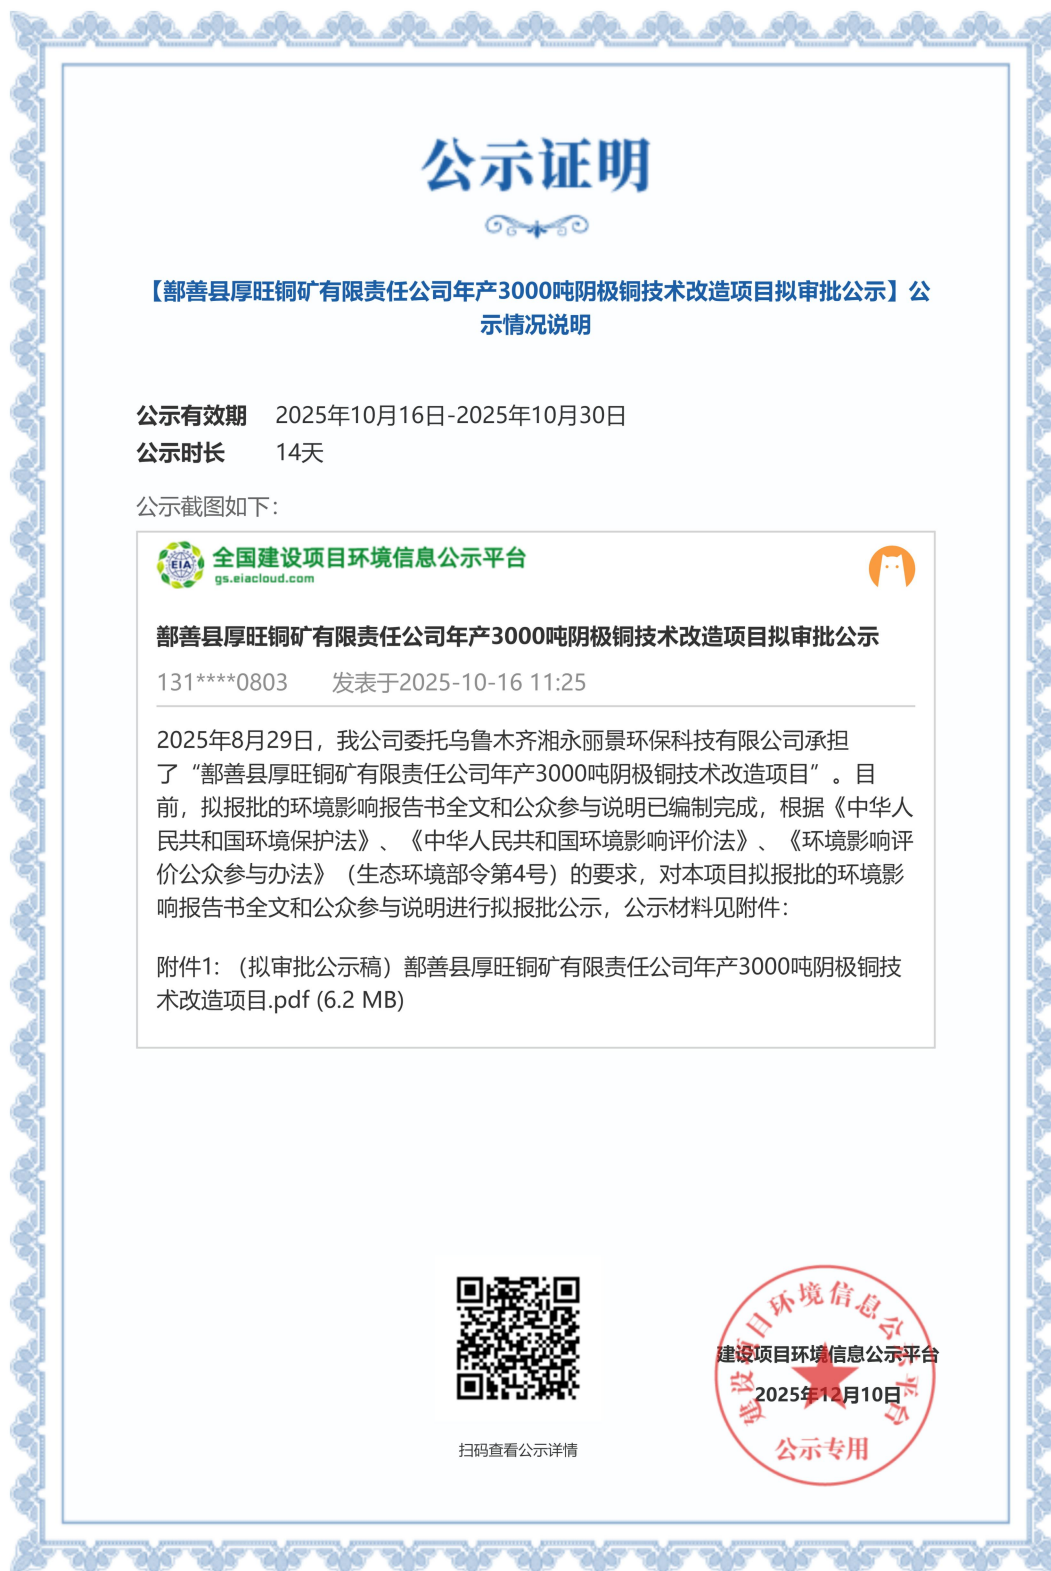 公示证明
【鄯善县厚旺铜矿有限责任公司年产3000吨阴极铜技术改造项目拟审批公示】公
示情况说明
公示有效期 2025年10月16日-2025年10月30日
公示时长 14天
公示截图如下：
EIA 全国建设项目环境信息公示平台
gs.eiacloud.com
鄯善县厚旺铜矿有限责任公司年产3000吨阴极铜技术改造项目拟审批公示
131****0803 发表于2025-10-16 11:25
2025年8月29日，我公司委托乌鲁木齐湘永丽景环保科技有限公司承担
了“鄯善县厚旺铜矿有限责任公司年产3000吨阴极铜技术改造项目”。目
前，拟报批的环境影响报告书全文和公众参与说明已编制完成，根据《中华人
民共和国环境保护法》、《中华人民共和国环境影响评价法》、《环境影响评
价公众参与办法》（生态环境部令第4号）的要求，对本项目拟报批的环境影
响报告书全文和公众参与说明进行拟报批公示，公示材料见附件：
附件1：（拟审批公示稿）鄯善县厚旺铜矿有限责任公司年产3000吨阴极铜技
术改造项目.pdf (6.2 MB)
建设项目环境信息公示平台
建设项目环境信息公示平台
2025年12月10日
公示专用
扫码查看公示详情